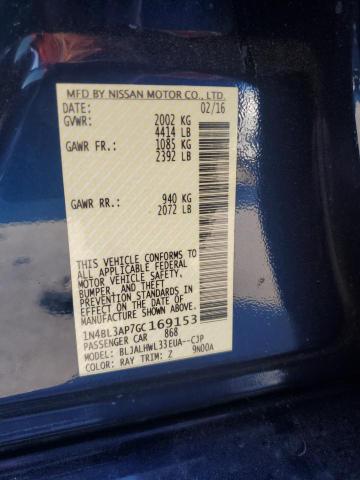 MFD BY NISSAN MOTOR CO., LTD.
DATE: 02/16
GVWR: 2002 KG
4414 LB
GAWR FR: 1085 KG
2392 LB
GAWR RR: 940 KG
2072 LB
THIS VEHICLE CONFORMS TO
ALL APPLICABLE FEDERAL
MOTOR VEHICLE SAFETY,
BUMPER, AND THEFT
PREVENTION STANDARDS IN
EFFECT ON THE DATE OF
MANUFACTURE SHOWN ABOVE.
1N4BL3AP7GC169153
PASSENGER CAR 868
MODEL: BLJALHWL33EUA--CJP
COLOR: RAY TRIM: Z 9N00A